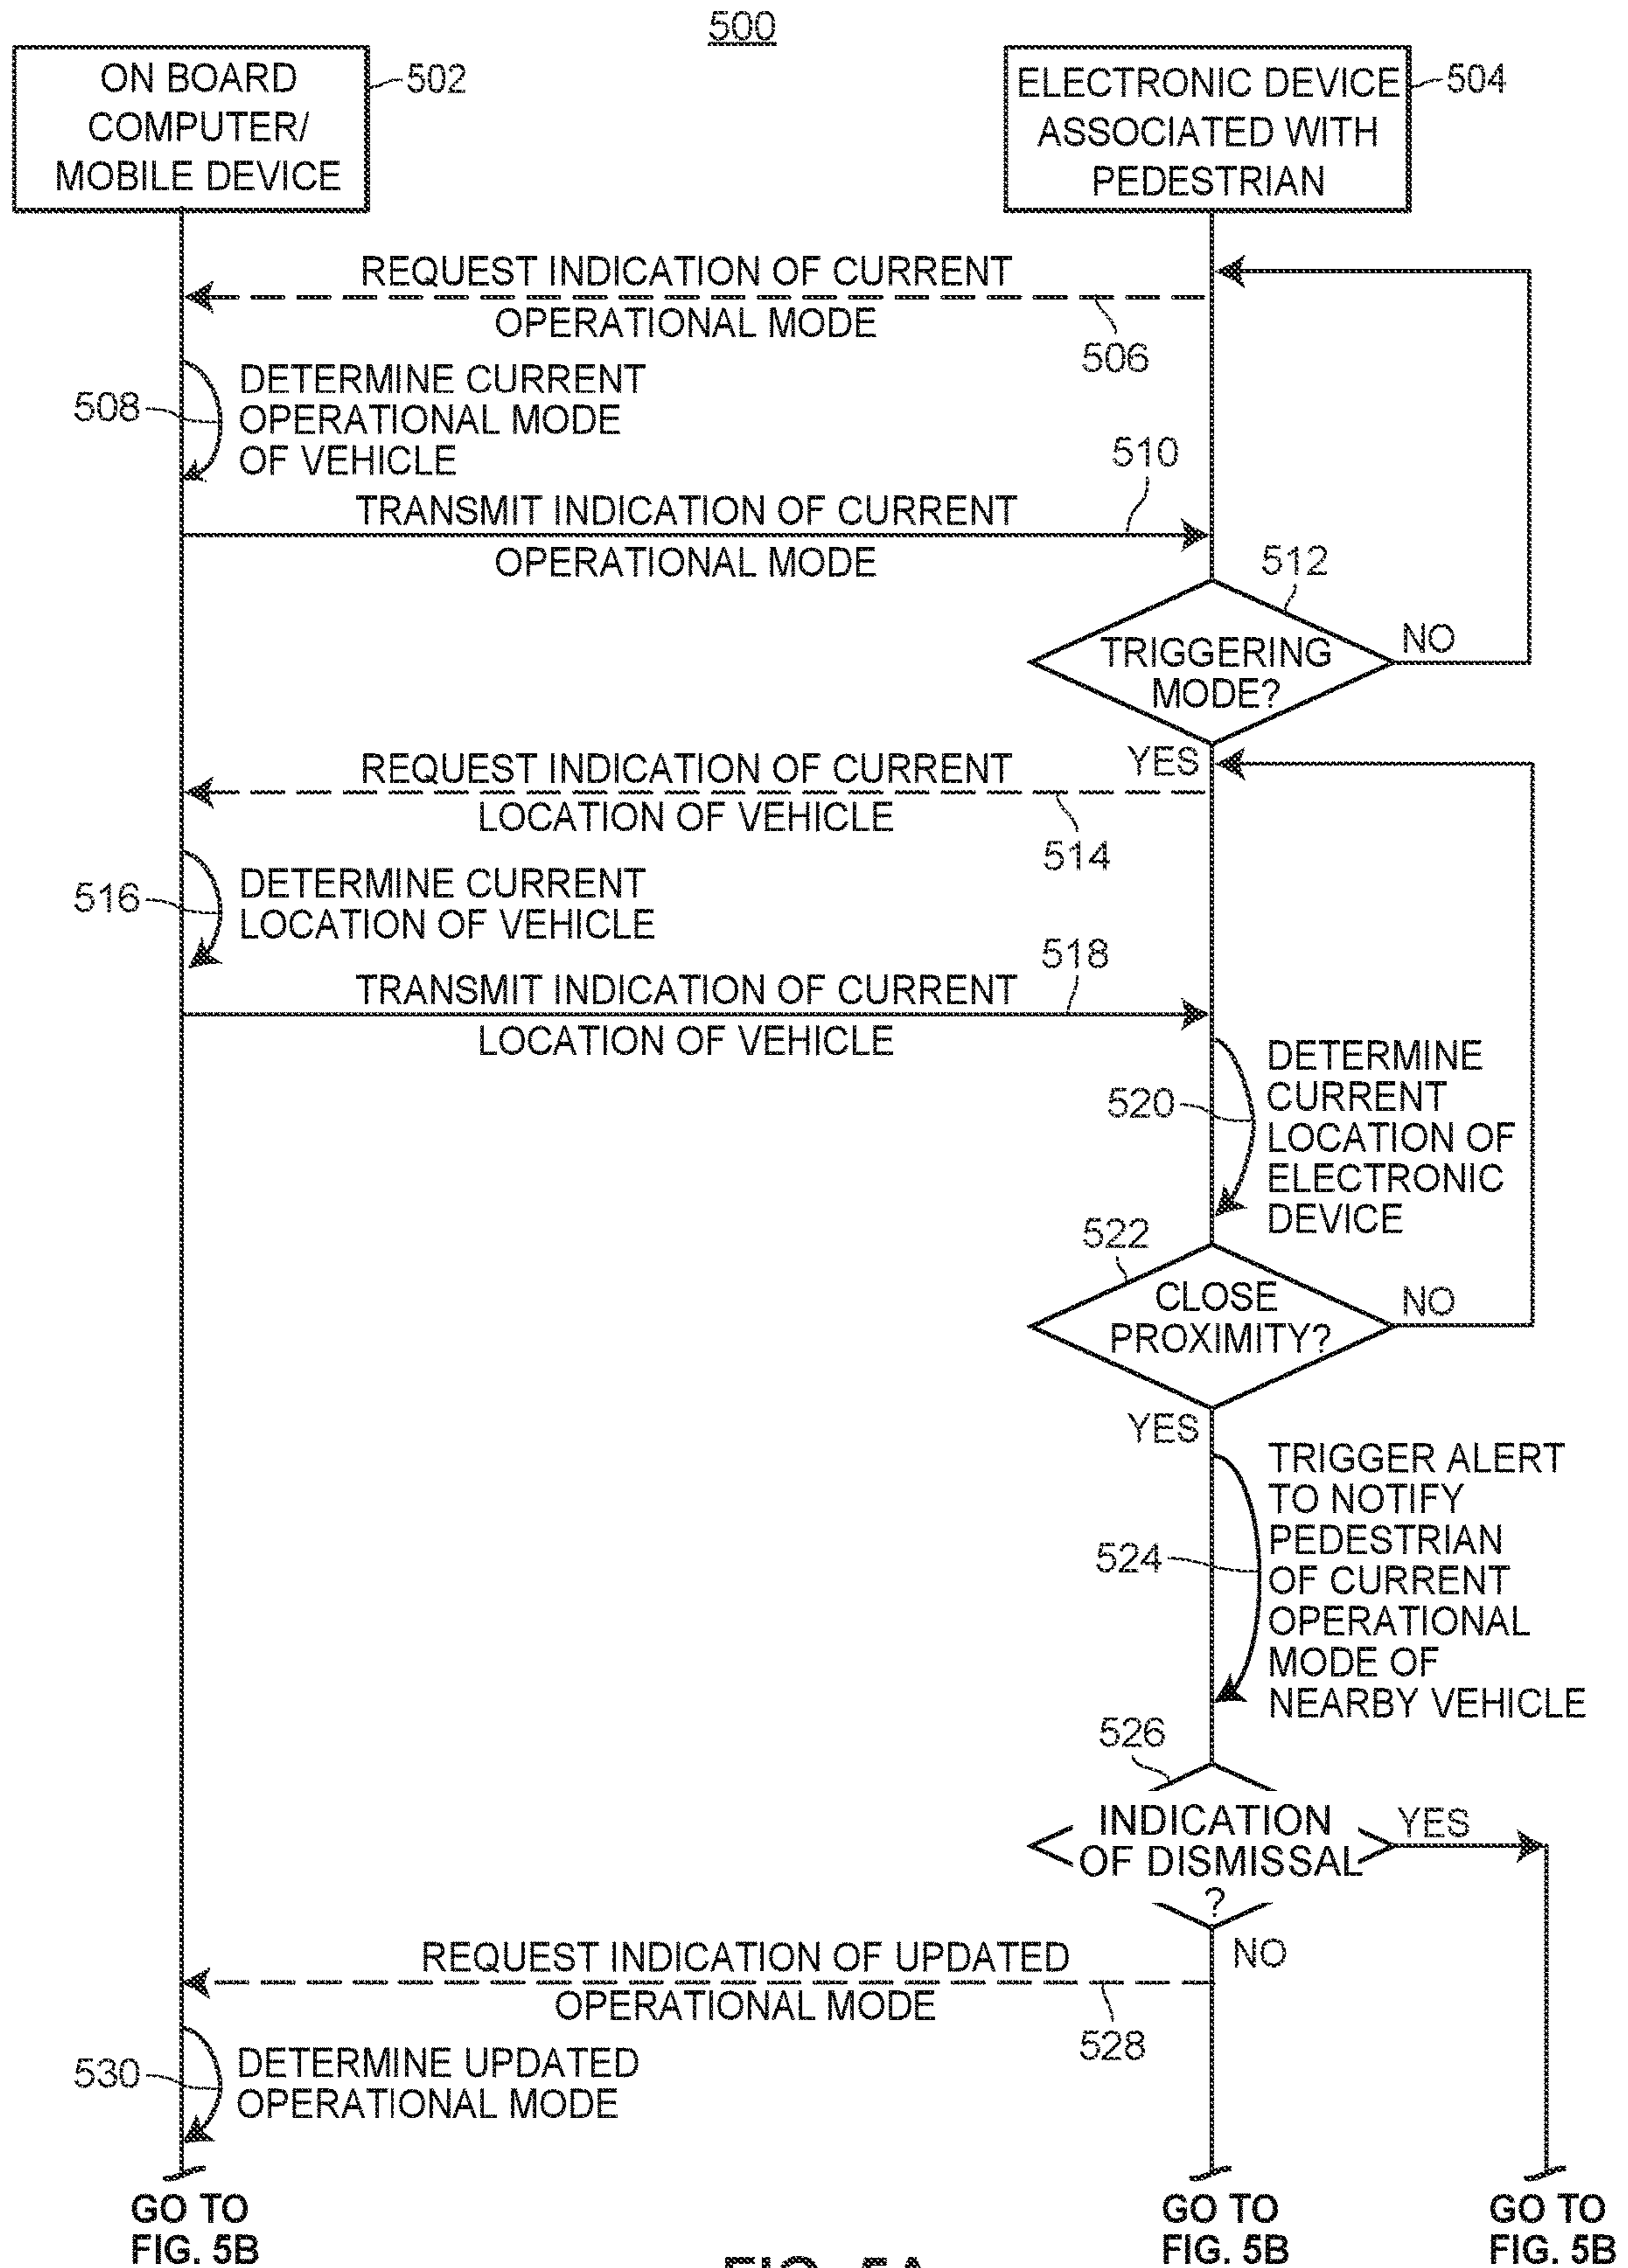 500
ON BOARD
COMPUTER/
MOBILE DEVICE
502
ELECTRONIC DEVICE
ASSOCIATED WITH
PEDESTRIAN
504
REQUEST INDICATION OF CURRENT
OPERATIONAL MODE
506
508
DETERMINE CURRENT
OPERATIONAL MODE
OF VEHICLE
510
TRANSMIT INDICATION OF CURRENT
OPERATIONAL MODE
512
TRIGGERING
MODE?
NO
YES
REQUEST INDICATION OF CURRENT
LOCATION OF VEHICLE
514
516
DETERMINE CURRENT
LOCATION OF VEHICLE
518
TRANSMIT INDICATION OF CURRENT
LOCATION OF VEHICLE
520
DETERMINE
CURRENT
LOCATION OF
ELECTRONIC
DEVICE
522
CLOSE
PROXIMITY?
NO
YES
524
TRIGGER ALERT
TO NOTIFY
PEDESTRIAN
OF CURRENT
OPERATIONAL
MODE OF
NEARBY VEHICLE
526
INDICATION
OF DISMISSAL
?
YES
NO
REQUEST INDICATION OF UPDATED
OPERATIONAL MODE
528
530
DETERMINE UPDATED
OPERATIONAL MODE
GO TO
FIG. 5B
GO TO
FIG. 5B
GO TO
FIG. 5B
FIG. 5A